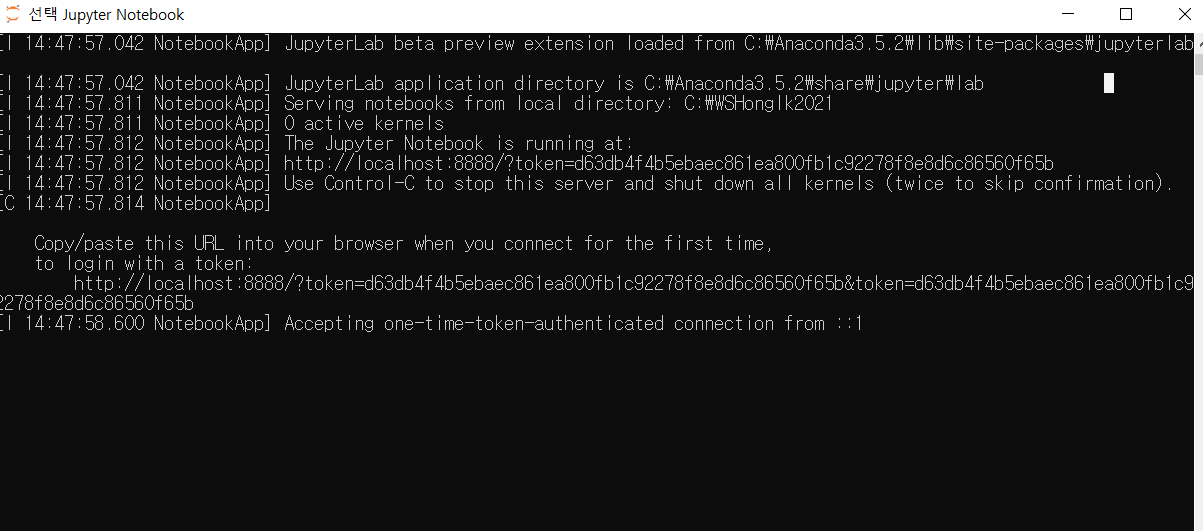 선택 Jupyter Notebook
[I 14:47:57.042 NotebookApp] JupyterLab beta preview extension loaded from C:₩Anaconda3.5.2₩lib₩site-packages₩jupyterlab
[I 14:47:57.042 NotebookApp] JupyterLab application directory is C:₩Anaconda3.5.2₩share₩jupyter₩lab
[I 14:47:57.811 NotebookApp] Serving notebooks from local directory: C:₩WSHongIk2021
[I 14:47:57.811 NotebookApp] 0 active kernels
[I 14:47:57.812 NotebookApp] The Jupyter Notebook is running at:
[I 14:47:57.812 NotebookApp] http://localhost:8888/?token=d63db4f4b5ebaec861ea800fb1c92278f8e8d6c86560f65b
[I 14:47:57.812 NotebookApp] Use Control-C to stop this server and shut down all kernels (twice to skip confirmation).
[C 14:47:57.814 NotebookApp]
Copy/paste this URL into your browser when you connect for the first time,
to login with a token:
http://localhost:8888/?token=d63db4f4b5ebaec861ea800fb1c92278f8e8d6c86560f65b&token=d63db4f4b5ebaec861ea800fb1c9
2278f8e8d6c86560f65b
[I 14:47:58.600 NotebookApp] Accepting one-time-token-authenticated connection from ::1